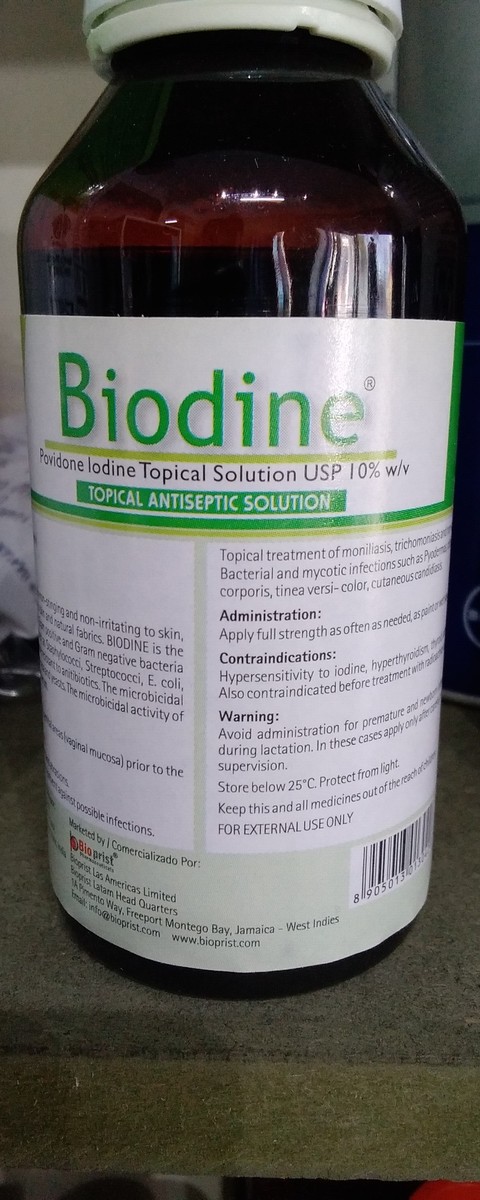 Biodine®
Povidone Iodine Topical Solution USP 10% w/v
TOPICAL ANTISEPTIC SOLUTION
and non-irritating to skin,
and natural fabrics. BIODINE is the
and Gram negative bacteria
Streptococci, E. coli,
antibiotics. The microbicidal
The microbicidal activity of
vaginal mucosa) prior to the
against possible infections.
Topical treatment of moniliasis, trichomoniasis
Bacterial and mycotic infections such as
corporis, tinea versi- color, cutaneous candidiasis.
Administration:
Apply full strength as often as needed, as
Contraindications:
Hypersensitivity to iodine, hyperthyroidism,
Also contraindicated before treatment with
Warning:
Avoid administration for premature and
during lactation. In these cases apply only after
supervision.
Store below 25°C. Protect from light.
Keep this and all medicines out of the reach of
FOR EXTERNAL USE ONLY
Marketed by / Comercializado Por:
Bioprist®
Bioprist Las Americas Limited
Bioprist Latam Head Quarters
1A Pimento Way, Freeport Montego Bay, Jamaica - West Indies
Email: info@bioprist.com www.bioprist.com
8 905013